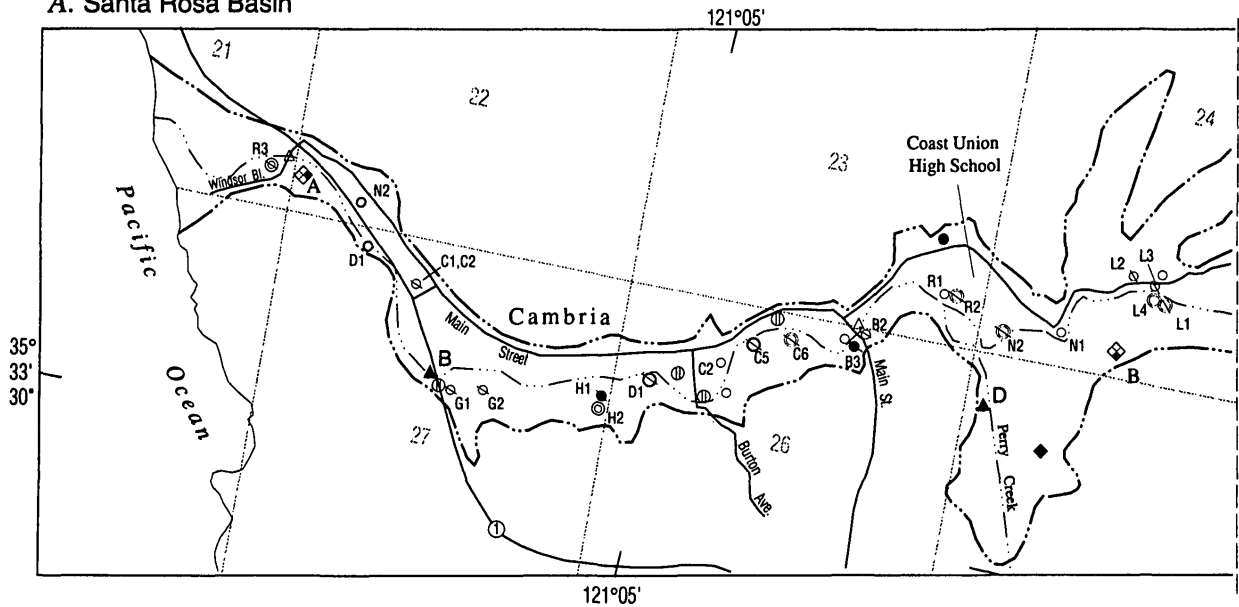 A. Santa Rosa Basin
121°05'
21
22
23
24
Coast Union
High School
R3
Windsor Bl.
A
N2
D1
C1,C2
Pacific
Ocean
Cambria
Main
Street
35°
33'
30"
B
G1
G2
H1
H2
D1
C2
C5
C6
B2
B3
Main
St.
R1
R2
N2
N1
L2
L3
L4
L1
B
D
Perry
Creek
27
26
Burton
Ave.
1
121°05'